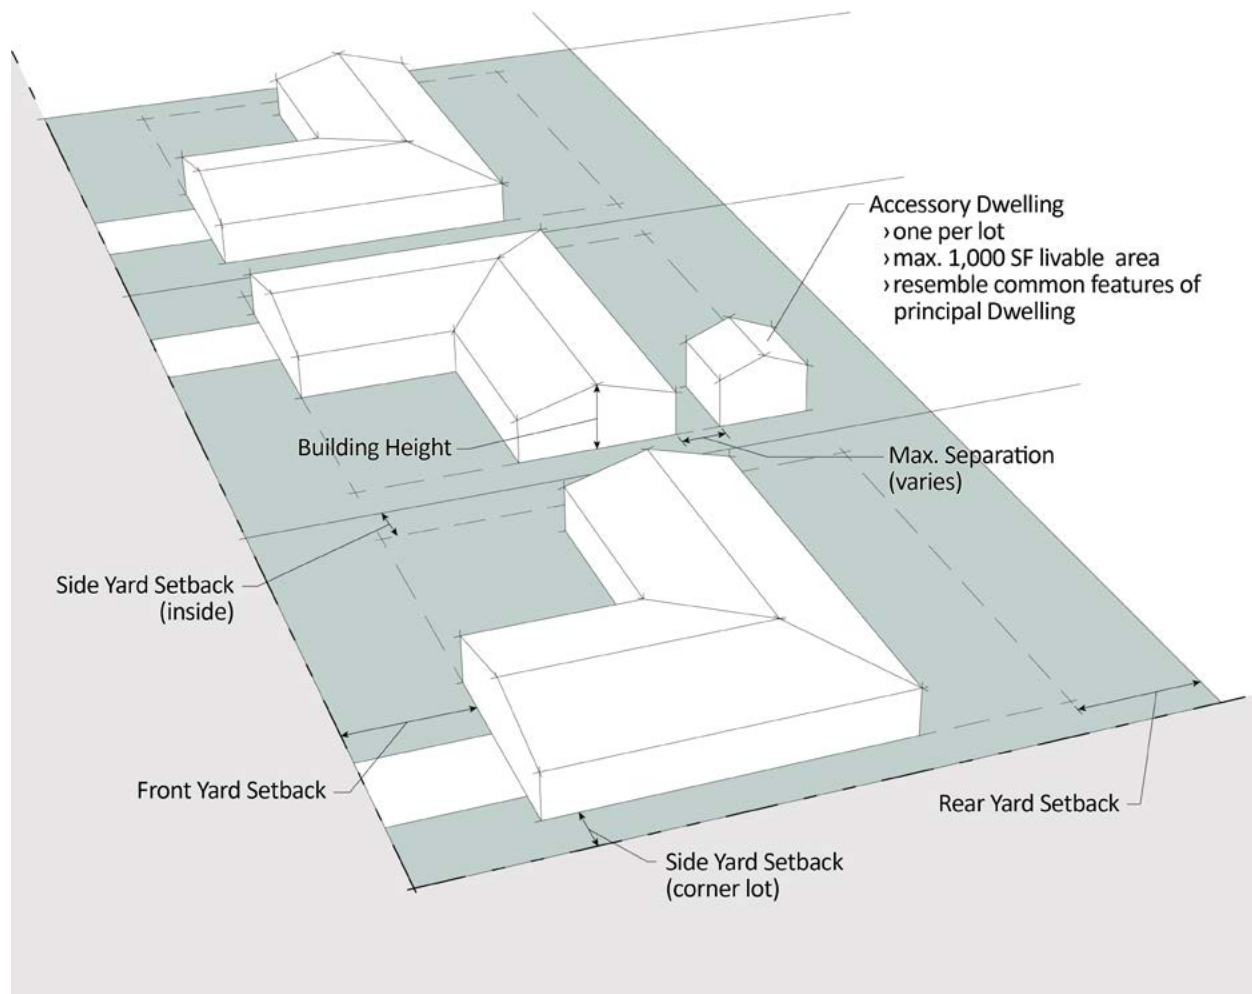 Accessory Dwelling
›one per lot
›max. 1,000 SF livable area
›resemble common features of
principal Dwelling
Building Height
Max. Separation
(varies)
Side Yard Setback
(inside)
Front Yard Setback
Rear Yard Setback
Side Yard Setback
(corner lot)